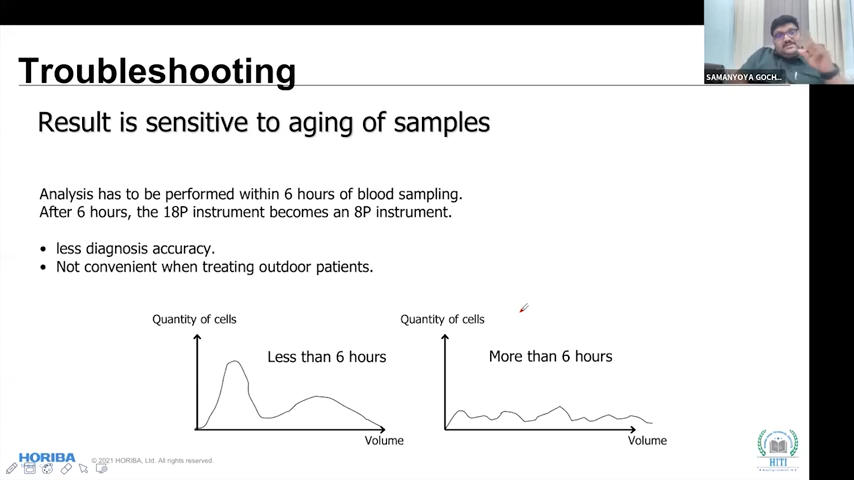 SAMANYOYA GOCH...
Troubleshooting
Result is sensitive to aging of samples
Analysis has to be performed within 6 hours of blood sampling.
After 6 hours, the 18P instrument becomes an 8P instrument.
• less diagnosis accuracy.
• Not convenient when treating outdoor patients.
Quantity of cells
Less than 6 hours
Volume
Quantity of cells
More than 6 hours
Volume
HORIBA
© 2021 HORIBA, Ltd. All rights reserved.
HITI